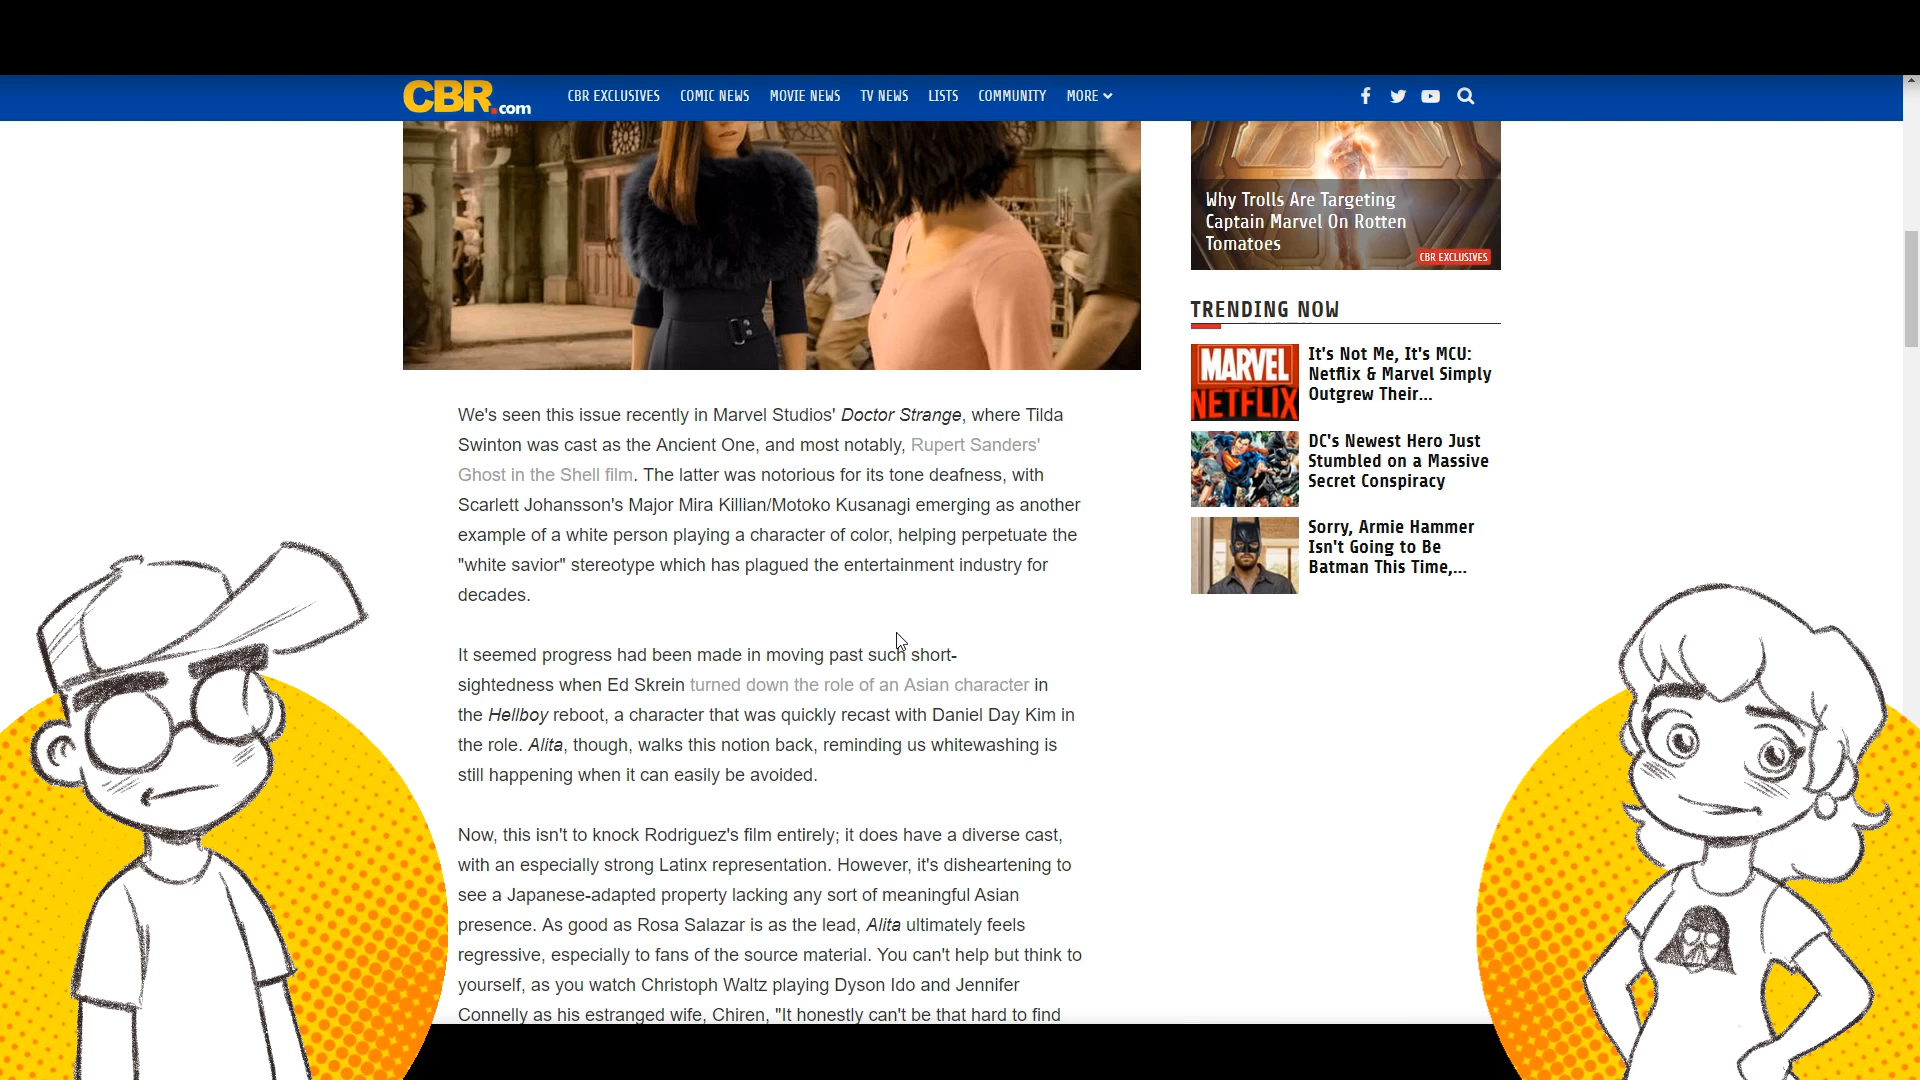 CBR.com
CBR EXCLUSIVES COMIC NEWS MOVIE NEWS TV NEWS LISTS COMMUNITY MORE
Why Trolls Are Targeting
Captain Marvel On Rotten
Tomatoes
CBR EXCLUSIVES
TRENDING NOW
MARVEL
NETFLIX
It's Not Me, It's MCU:
Netflix & Marvel Simply
Outgrew Their...
DC's Newest Hero Just
Stumbled on a Massive
Secret Conspiracy
Sorry, Armie Hammer
Isn't Going to Be
Batman This Time,...
We's seen this issue recently in Marvel Studios' Doctor Strange, where Tilda
Swinton was cast as the Ancient One, and most notably, Rupert Sanders'
Ghost in the Shell film. The latter was notorious for its tone deafness, with
Scarlett Johansson's Major Mira Killian/Motoko Kusanagi emerging as another
example of a white person playing a character of color, helping perpetuate the
"white savior" stereotype which has plagued the entertainment industry for
decades.
It seemed progress had been made in moving past such short-
sightedness when Ed Skrein turned down the role of an Asian character in
the Hellboy reboot, a character that was quickly recast with Daniel Day Kim in
the role. Alita, though, walks this notion back, reminding us whitewashing is
still happening when it can easily be avoided.
Now, this isn't to knock Rodriguez's film entirely; it does have a diverse cast,
with an especially strong Latinx representation. However, it's disheartening to
see a Japanese-adapted property lacking any sort of meaningful Asian
presence. As good as Rosa Salazar is as the lead, Alita ultimately feels
regressive, especially to fans of the source material. You can't help but think to
yourself, as you watch Christoph Waltz playing Dyson Ido and Jennifer
Connelly as his estranged wife, Chiren, "It honestly can't be that hard to find